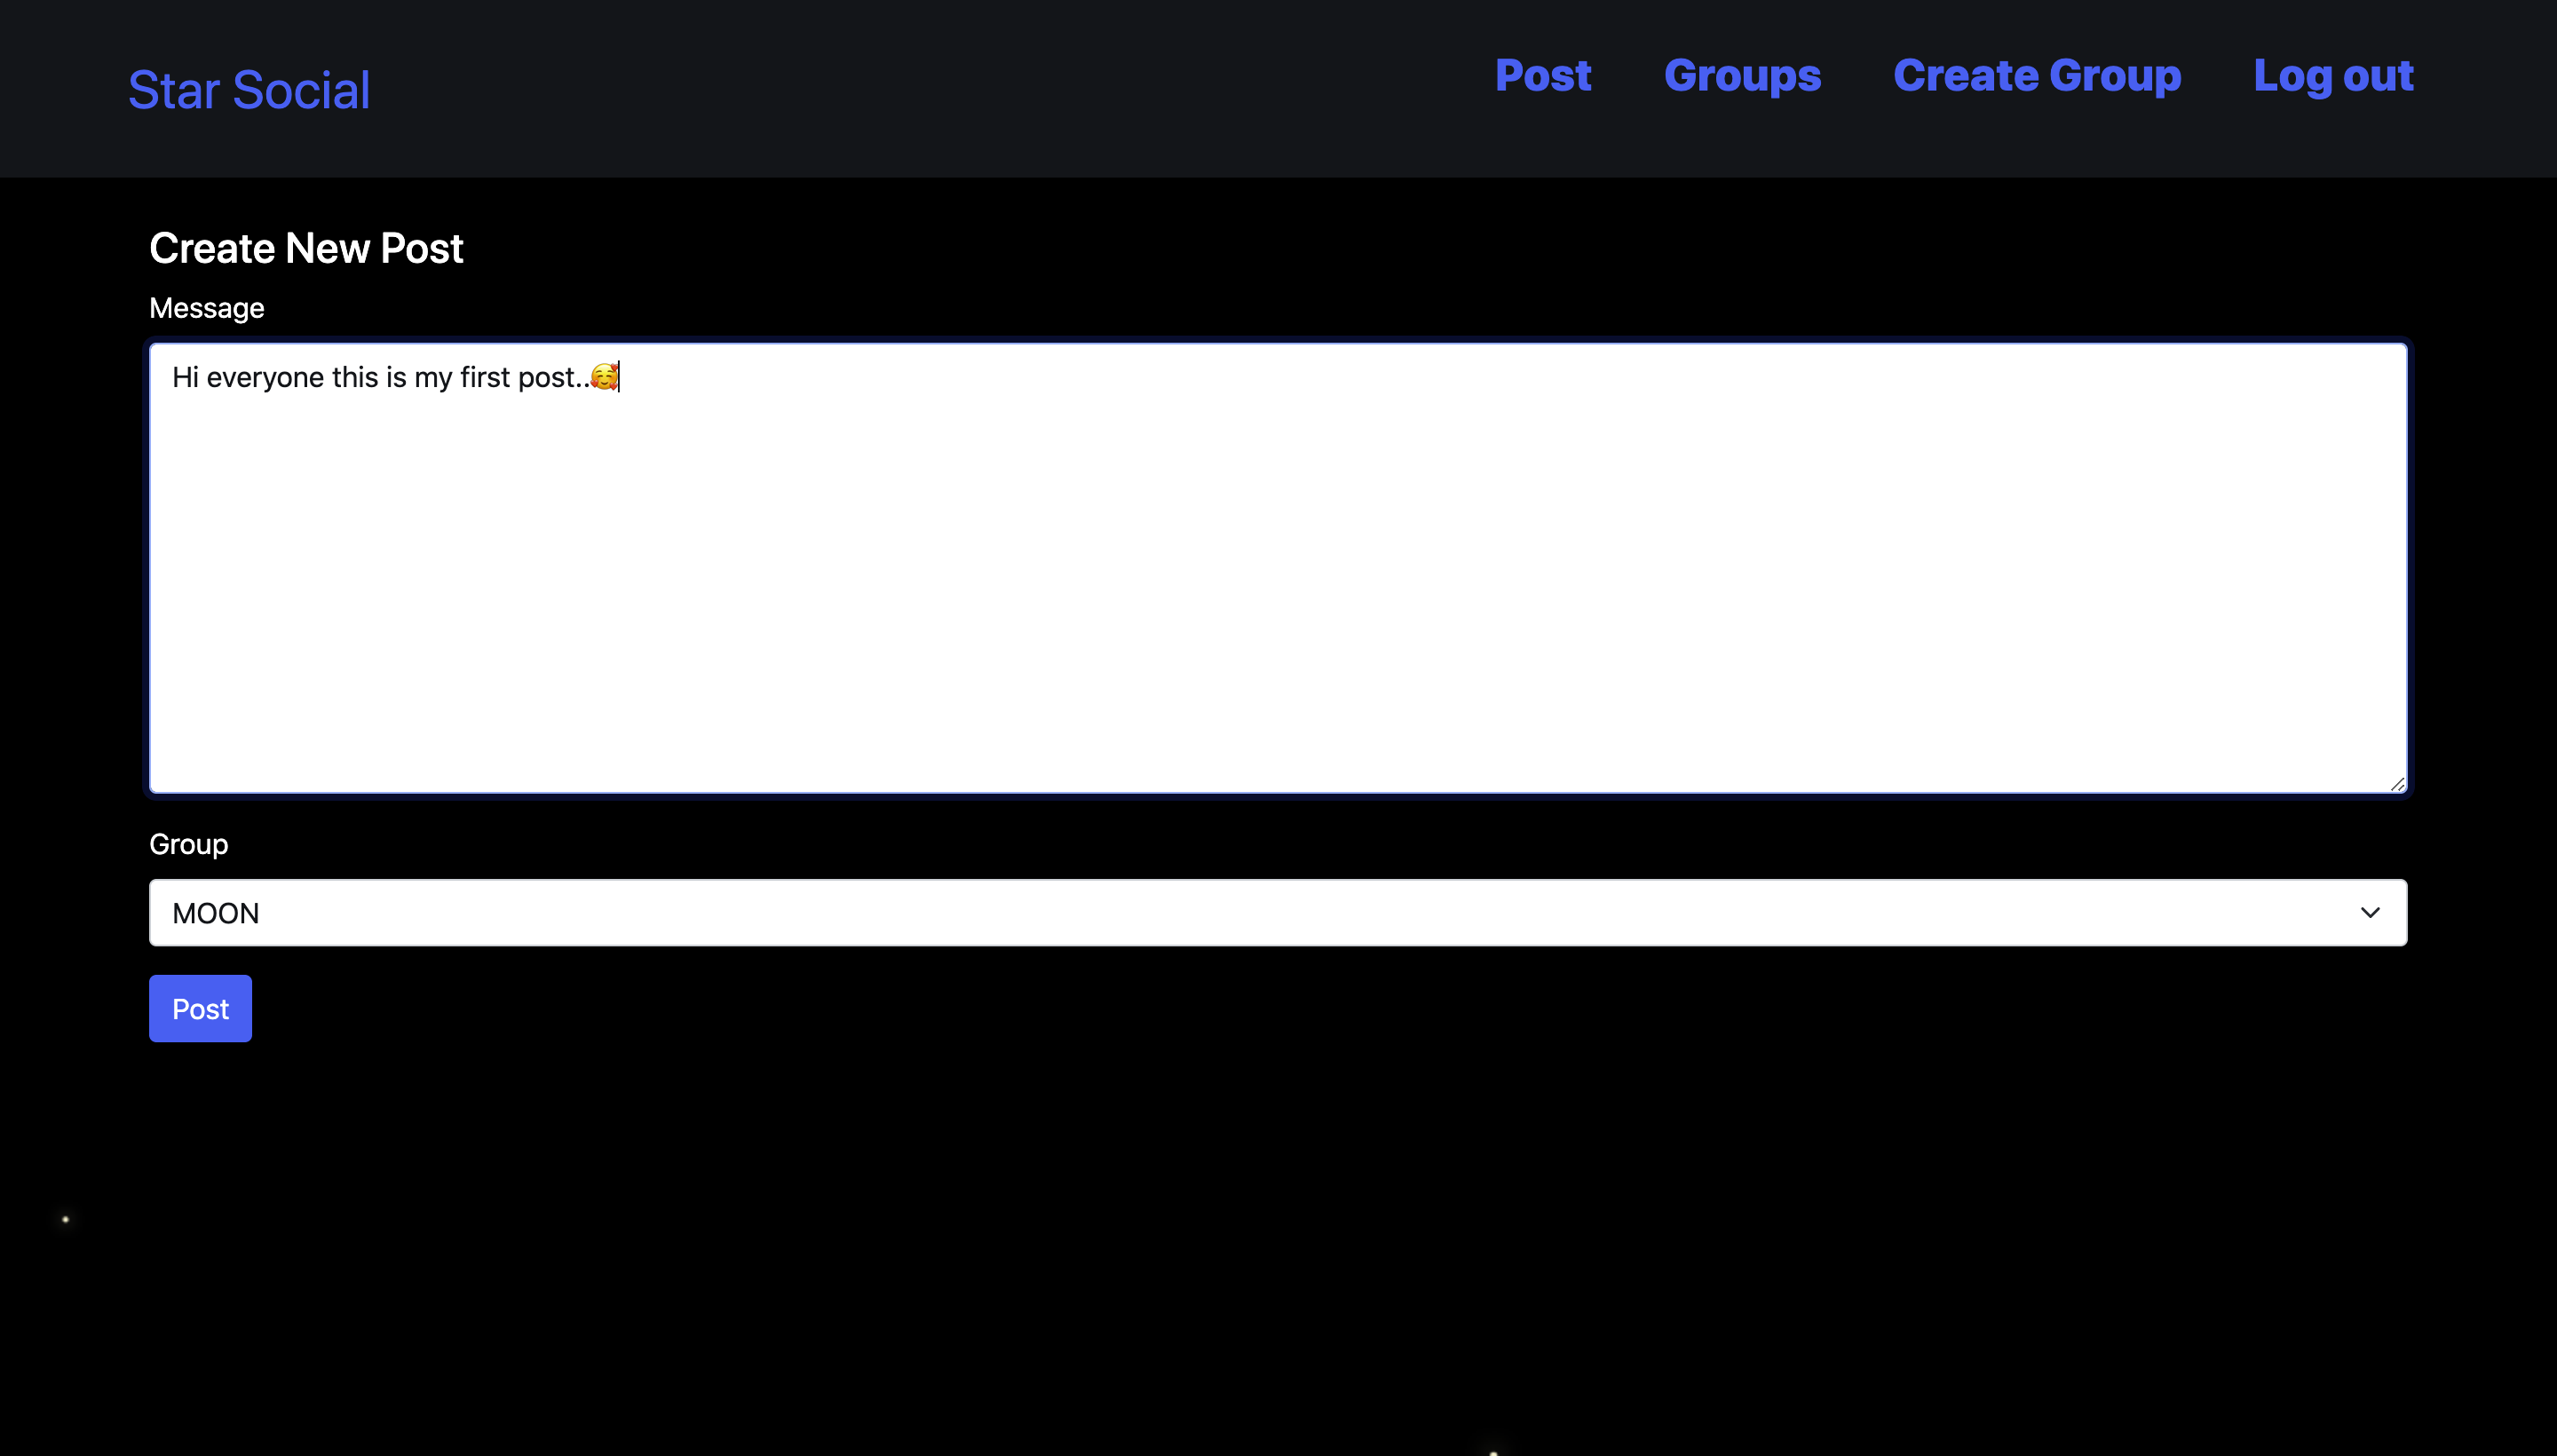 Star Social
Post
Groups
Create Group
Log out
Create New Post
Message
Hi everyone this is my first post..🥰
Group
MOON
Post